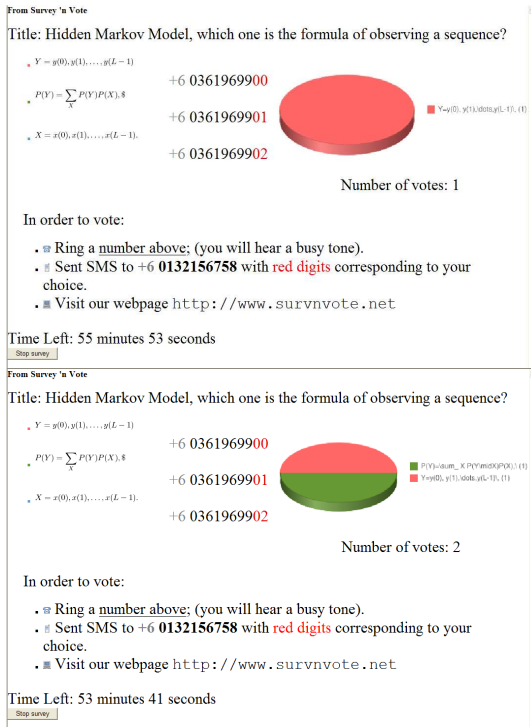 From Survey 'n Vote
Title: Hidden Markov Model, which one is the formula of observing a sequence?
Y = y(0), y(1), . . . , y(L − 1)
+6 0361969900
P(Y) = ∑_X P(Y)P(X), $
+6 0361969901
Y=y(0), y(1),\dots,y(L-1)\, (1)
X = x(0), x(1), . . . , x(L − 1).
+6 0361969902
Number of votes: 1
In order to vote:
Ring a number above; (you will hear a busy tone).
Sent SMS to +6 0132156758 with red digits corresponding to your
choice.
Visit our webpage http://www.survnvote.net
Time Left: 55 minutes 53 seconds
Stop survey
From Survey 'n Vote
Title: Hidden Markov Model, which one is the formula of observing a sequence?
Y = y(0), y(1), . . . , y(L − 1)
+6 0361969900
P(Y) = ∑_X P(Y)P(X), $
+6 0361969901
P(Y)=\sum_ X P(Y\midX)P(X),\ (1)
Y=y(0), y(1),\dots,y(L-1)\, (1)
X = x(0), x(1), . . . , x(L − 1).
+6 0361969902
Number of votes: 2
In order to vote:
Ring a number above; (you will hear a busy tone).
Sent SMS to +6 0132156758 with red digits corresponding to your
choice.
Visit our webpage http://www.survnvote.net
Time Left: 53 minutes 41 seconds
Stop survey